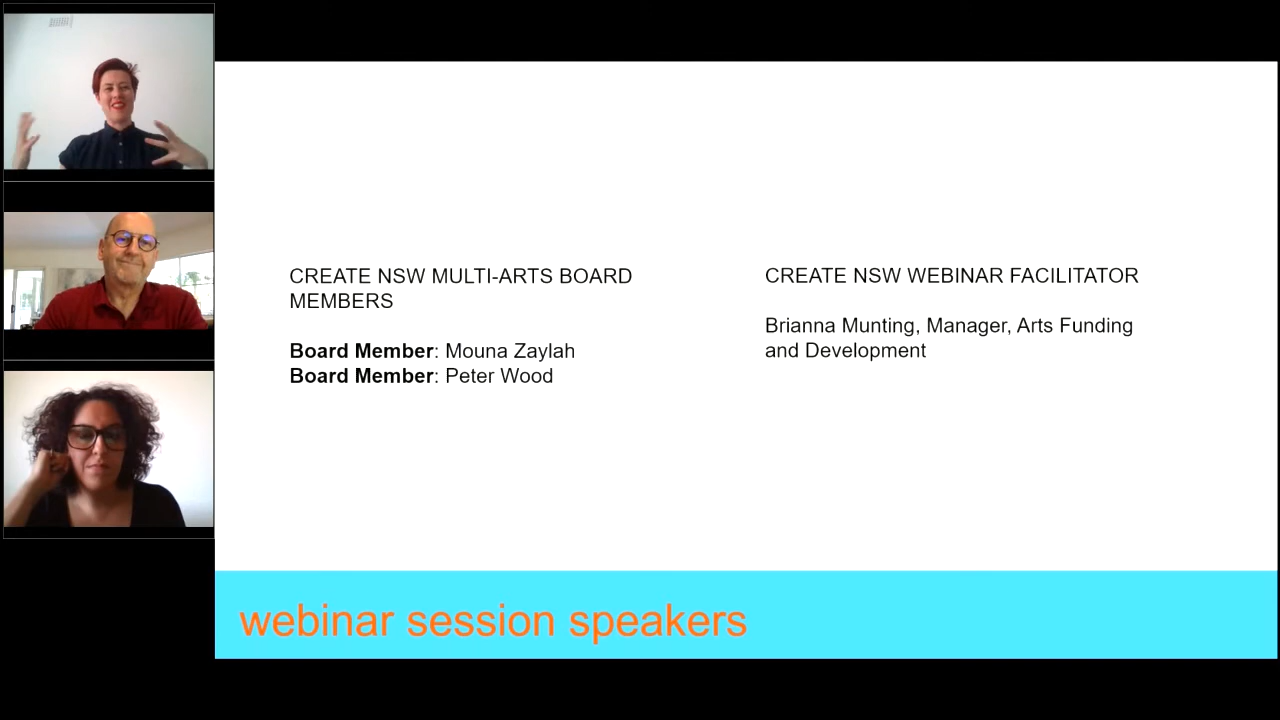 CREATE NSW MULTI-ARTS BOARD
MEMBERS
Board Member: Mouna Zaylah
Board Member: Peter Wood
CREATE NSW WEBINAR FACILITATOR
Brianna Munting, Manager, Arts Funding
and Development
webinar session speakers